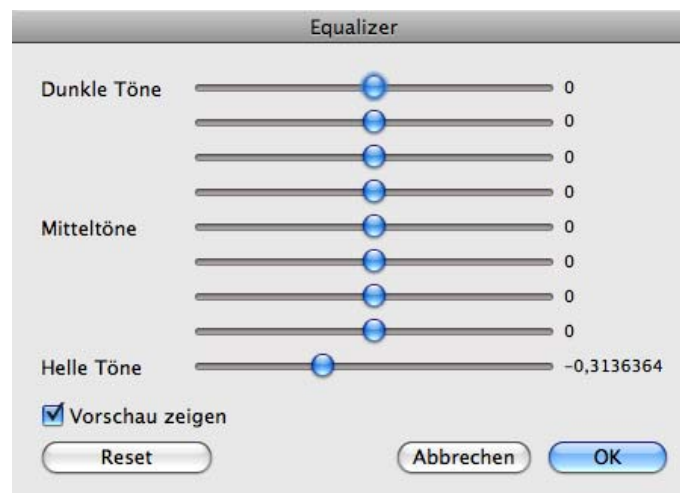 Equalizer
Dunkle Töne 0
0
0
0
Mitteltöne 0
0
0
0
Helle Töne -0,3136364
Vorschau zeigen
Reset Abbrechen OK